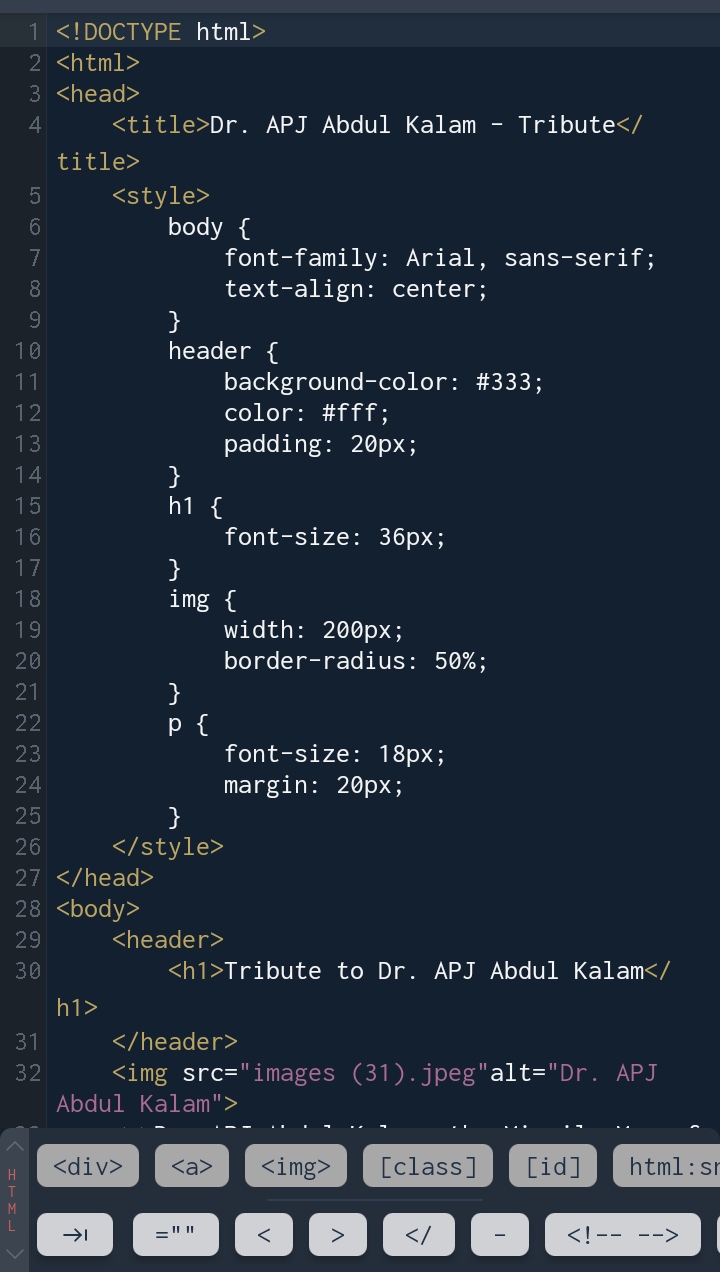 1 <!DOCTYPE html>
2 <html>
3 <head>
4     <title>Dr. APJ Abdul Kalam - Tribute</
title>
5     <style>
6         body {
7             font-family: Arial, sans-serif;
8             text-align: center;
9         }
10         header {
11             background-color: #333;
12             color: #fff;
13             padding: 20px;
14         }
15         h1 {
16             font-size: 36px;
17         }
18         img {
19             width: 200px;
20             border-radius: 50%;
21         }
22         p {
23             font-size: 18px;
24             margin: 20px;
25         }
26     </style>
27 </head>
28 <body>
29     <header>
30         <h1>Tribute to Dr. APJ Abdul Kalam</
h1>
31     </header>
32     <img src="images (31).jpeg"alt="Dr. APJ
Abdul Kalam">
HTML
<div> <a> <img> [class] [id] html:
="" < > </ - <!-- -->